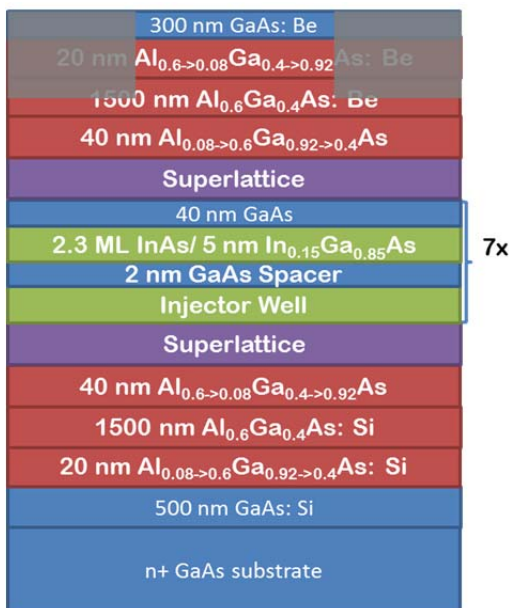 300 nm GaAs: Be
20 nm Al0.6->0.08Ga0.4->0.92As: Be
1500 nm Al0.6Ga0.4As: Be
40 nm Al0.08->0.6Ga0.92->0.4As
Superlattice
40 nm GaAs
2.3 ML InAs/ 5 nm In0.15Ga0.85As
7x
2 nm GaAs Spacer
Injector Well
Superlattice
40 nm Al0.6->0.08Ga0.4->0.92As
1500 nm Al0.6Ga0.4As: Si
20 nm Al0.08->0.6Ga0.92->0.4As: Si
500 nm GaAs: Si
n+ GaAs substrate